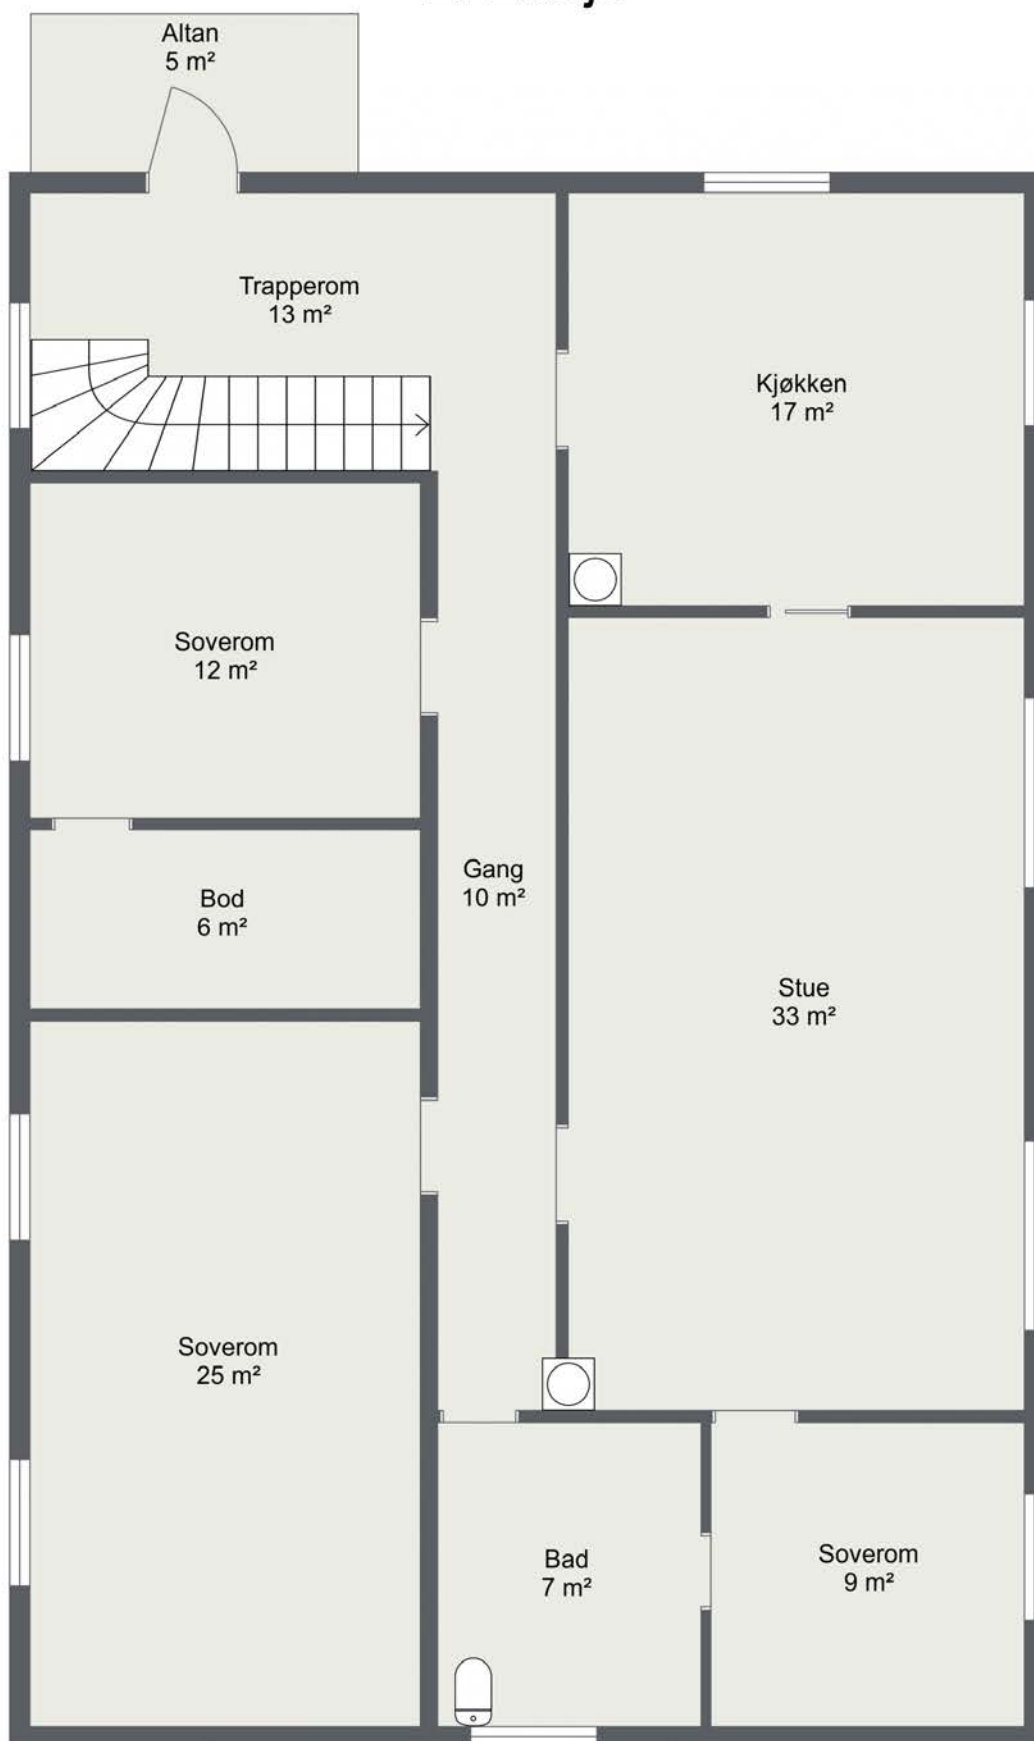 Altan
5 m²
Trapperom
13 m²
Kjøkken
17 m²
Soverom
12 m²
Gang
10 m²
Bod
6 m²
Stue
33 m²
Soverom
25 m²
Bad
7 m²
Soverom
9 m²